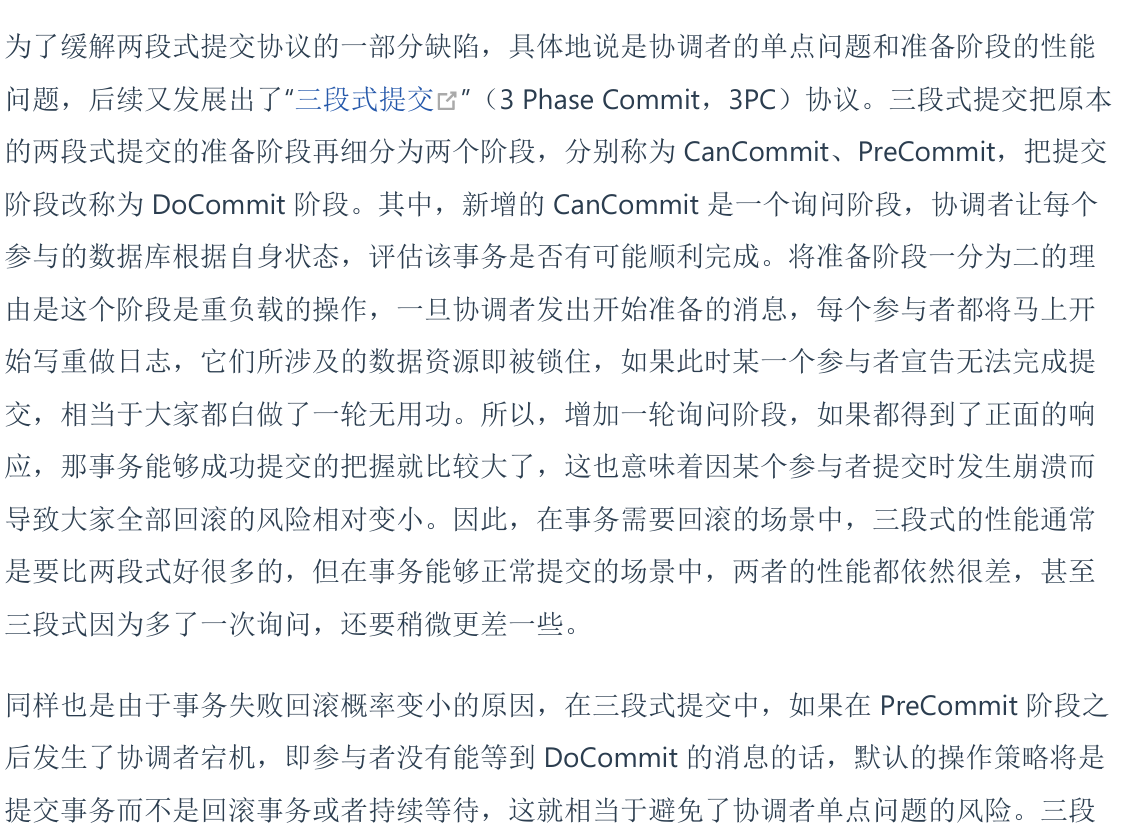 为了缓解两段式提交协议的一部分缺陷，具体地说是协调者的单点问题和准备阶段的性能
问题，后续又发展出了“三段式提交”（3 Phase Commit，3PC）协议。三段式提交把原本
的两段式提交的准备阶段再细分为两个阶段，分别称为 CanCommit、PreCommit，把提交
阶段改称为 DoCommit 阶段。其中，新增的 CanCommit 是一个询问阶段，协调者让每个
参与的数据库根据自身状态，评估该事务是否有可能顺利完成。将准备阶段一分为二的理
由是这个阶段是重负载的操作，一旦协调者发出开始准备的消息，每个参与者都将马上开
始写重做日志，它们所涉及的数据资源即被锁住，如果此时某一个参与者宣告无法完成提
交，相当于大家都白做了一轮无用功。所以，增加一轮询问阶段，如果都得到了正面的响
应，那事务能够成功提交的把握就比较大了，这也意味着因某个参与者提交时发生崩溃而
导致大家全部回滚的风险相对变小。因此，在事务需要回滚的场景中，三段式的性能通常
是要比两段式好很多的，但在事务能够正常提交的场景中，两者的性能都依然很差，甚至
三段式因为多了一次询问，还要稍微更差一些。
同样也是由于事务失败回滚概率变小的原因，在三段式提交中，如果在 PreCommit 阶段之
后发生了协调者宕机，即参与者没有能等到 DoCommit 的消息的话，默认的操作策略将是
提交事务而不是回滚事务或者持续等待，这就相当于避免了协调者单点问题的风险。三段